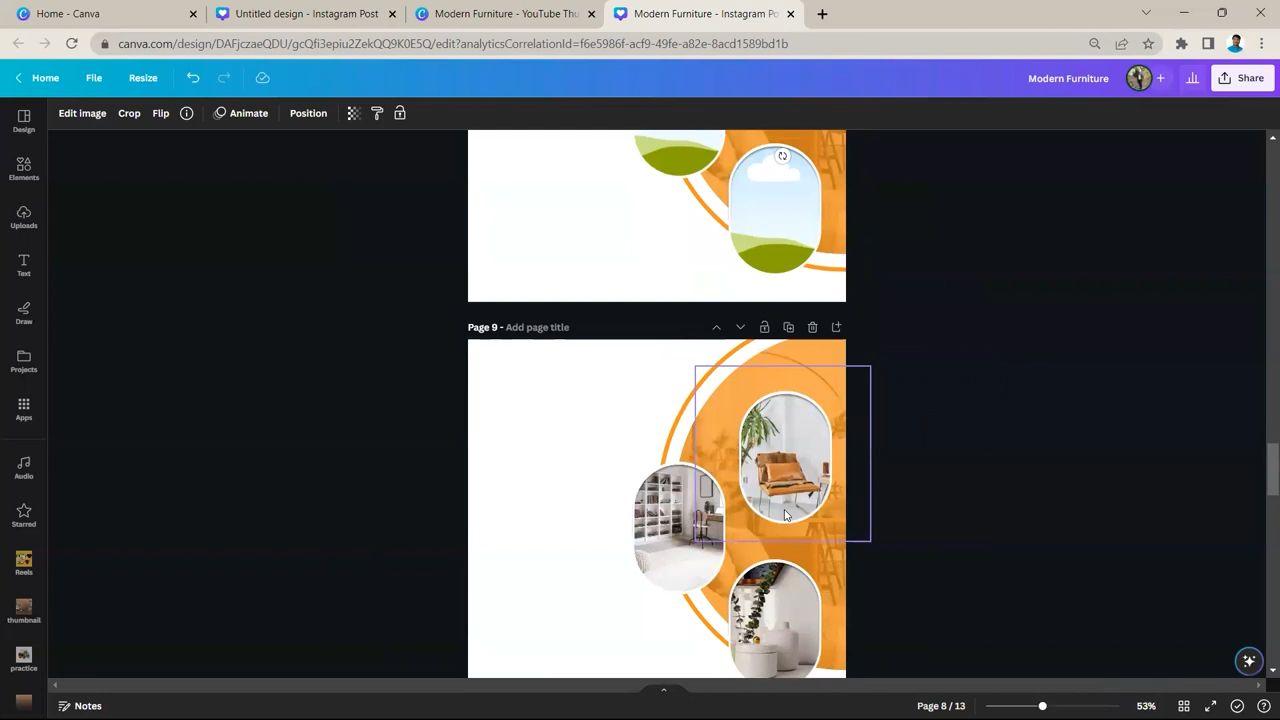 Home - Canva
Untitled design - Instagram Post
Modern Furniture - YouTube Thu
Modern Furniture - Instagram Po
canva.com/design/DAFjczaeQDU/gcQfi3epiu2ZekQQ9K0E5Q/edit?analyticsCorrelationId=f6e5986f-acf9-49fe-a82e-8acd1589bd1b
Home
File
Resize
Modern Furniture
Share
Edit image
Crop
Flip
Animate
Position
Design
Elements
Uploads
Text
Draw
Projects
Apps
Audio
Starred
Reels
thumbnail
practice
Page 9 - Add page title
Notes
Page 8 / 13
53%